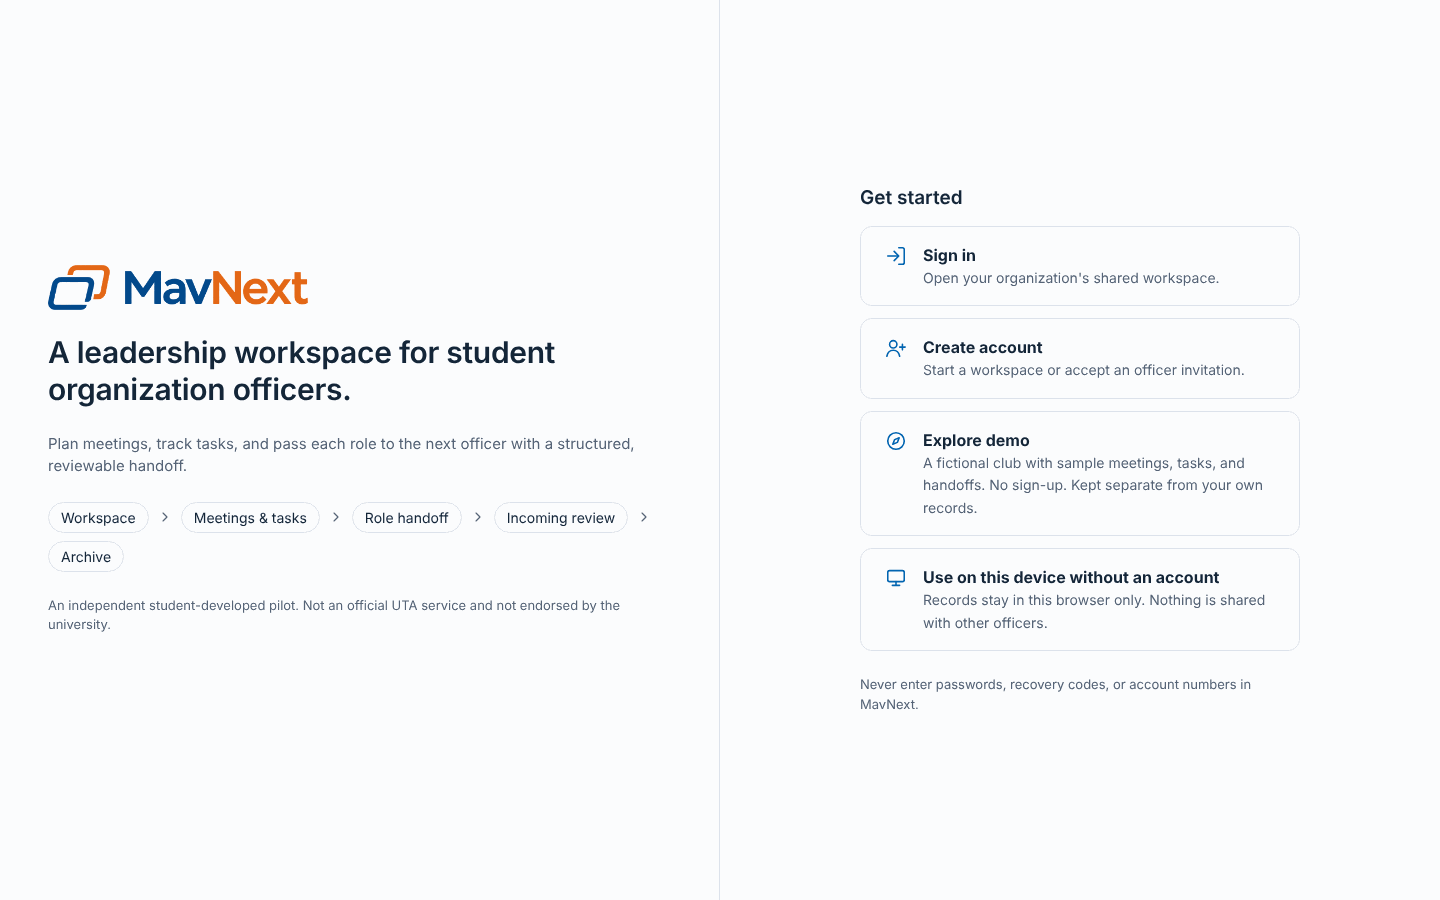 MavNext
A leadership workspace for student
organization officers.
Plan meetings, track tasks, and pass each role to the next officer with a structured,
reviewable handoff.
Workspace
Meetings & tasks
Role handoff
Incoming review
Archive
An independent student-developed pilot. Not an official UTA service and not endorsed by the
university.
Get started
Sign in
Open your organization's shared workspace.
Create account
Start a workspace or accept an officer invitation.
Explore demo
A fictional club with sample meetings, tasks, and
handoffs. No sign-up. Kept separate from your own
records.
Use on this device without an account
Records stay in this browser only. Nothing is shared
with other officers.
Never enter passwords, recovery codes, or account numbers in
MavNext.